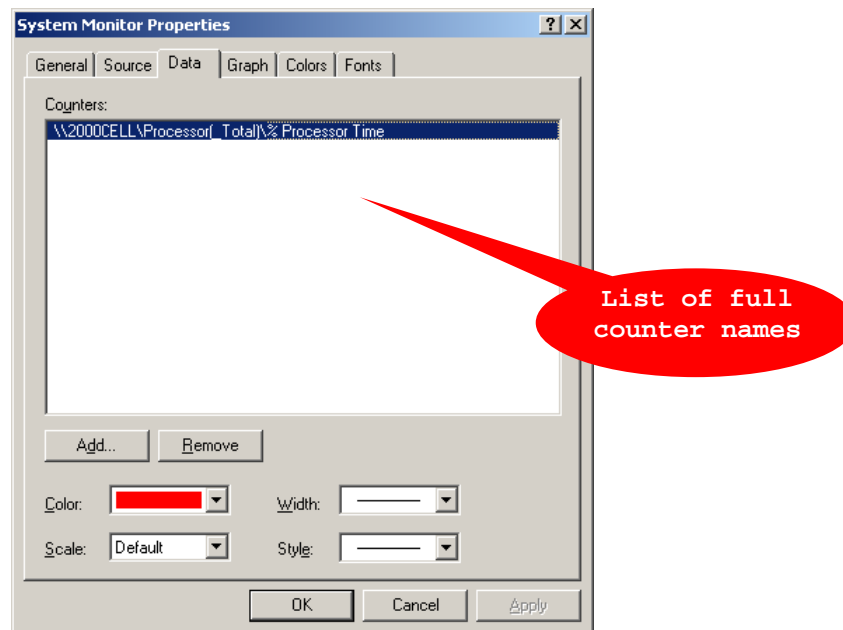 System Monitor Properties
? ×
General Source Data Graph Colors Fonts
Counters:
\\2000CELL\Processor(_Total)\% Processor Time
List of full
counter names
Add... Remove
Color: Width:
Scale: Default Style:
OK Cancel Apply